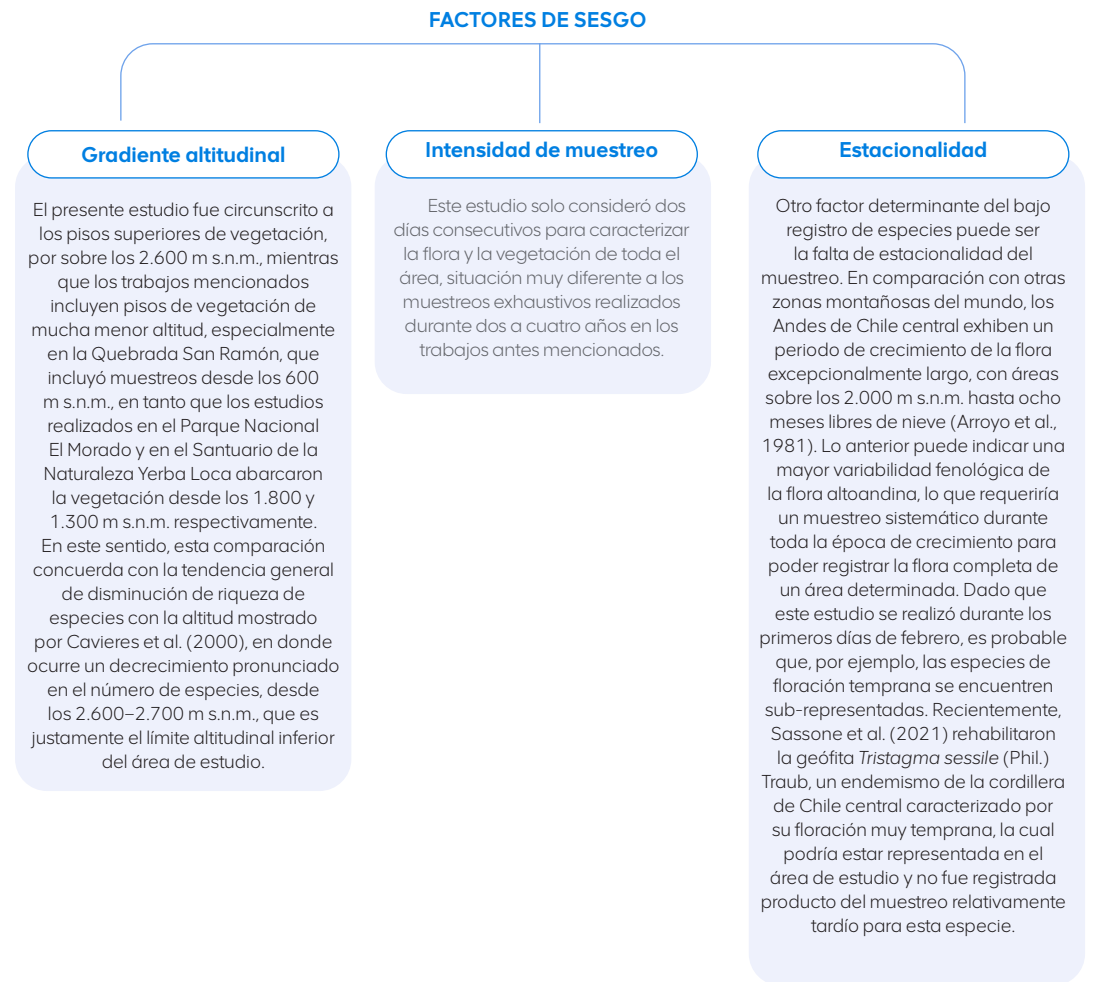 FACTORES DE SESGO
Gradiente altitudinal
El presente estudio fue circunscrito a
los pisos superiores de vegetación,
por sobre los 2.600 m s.n.m., mientras
que los trabajos mencionados
incluyen pisos de vegetación de
mucha menor altitud, especialmente
en la Quebrada San Ramón, que
incluyó muestreos desde los 600
m s.n.m., en tanto que los estudios
realizados en el Parque Nacional
El Morado y en el Santuario de la
Naturaleza Yerba Loca abarcaron
la vegetación desde los 1.800 y
1.300 m s.n.m. respectivamente.
En este sentido, esta comparación
concuerda con la tendencia general
de disminución de riqueza de
especies con la altitud mostrado
por Cavieres et al. (2000), en donde
ocurre un decrecimiento pronunciado
en el número de especies, desde
los 2.600–2.700 m s.n.m., que es
justamente el límite altitudinal inferior
del área de estudio.
Intensidad de muestreo
Este estudio solo consideró dos
días consecutivos para caracterizar
la flora y la vegetación de toda el
área, situación muy diferente a los
muestreos exhaustivos realizados
durante dos a cuatro años en los
trabajos antes mencionados.
Estacionalidad
Otro factor determinante del bajo
registro de especies puede ser
la falta de estacionalidad del
muestreo. En comparación con otras
zonas montañosas del mundo, los
Andes de Chile central exhiben un
periodo de crecimiento de la flora
excepcionalmente largo, con áreas
sobre los 2.000 m s.n.m. hasta ocho
meses libres de nieve (Arroyo et al.,
1981). Lo anterior puede indicar una
mayor variabilidad fenológica de
la flora altoandina, lo que requeriría
un muestreo sistemático durante
toda la época de crecimiento para
poder registrar la flora completa de
un área determinada. Dado que
este estudio se realizó durante los
primeros días de febrero, es probable
que, por ejemplo, las especies de
floración temprana se encuentren
sub-representadas. Recientemente,
Sassone et al. (2021) rehabilitaron
la geófita Tristagma sessile (Phil.)
Traub, un endemismo de la cordillera
de Chile central caracterizado por
su floración muy temprana, la cual
podría estar representada en el
área de estudio y no fue registrada
producto del muestreo relativamente
tardío para esta especie.